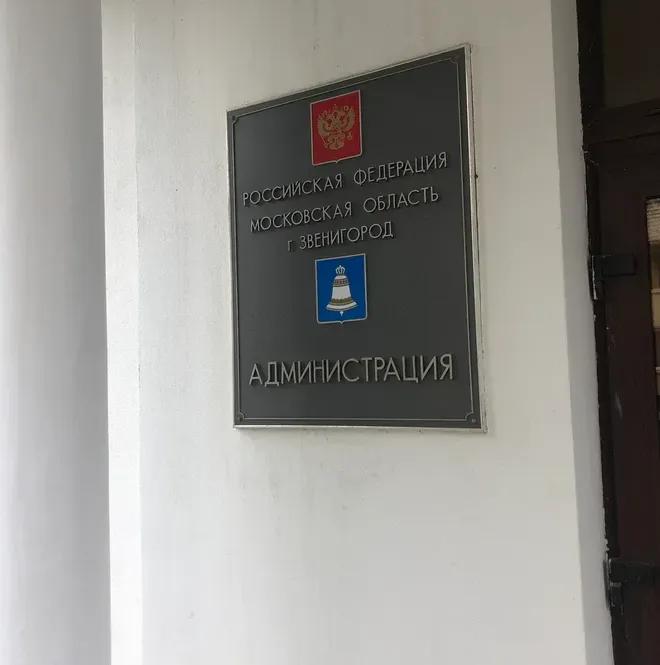 РОССИЙСКАЯ ФЕДЕРАЦИЯ
МОСКОВСКАЯ ОБЛАСТЬ
г. ЗВЕНИГОРОД
АДМИНИСТРАЦИЯ